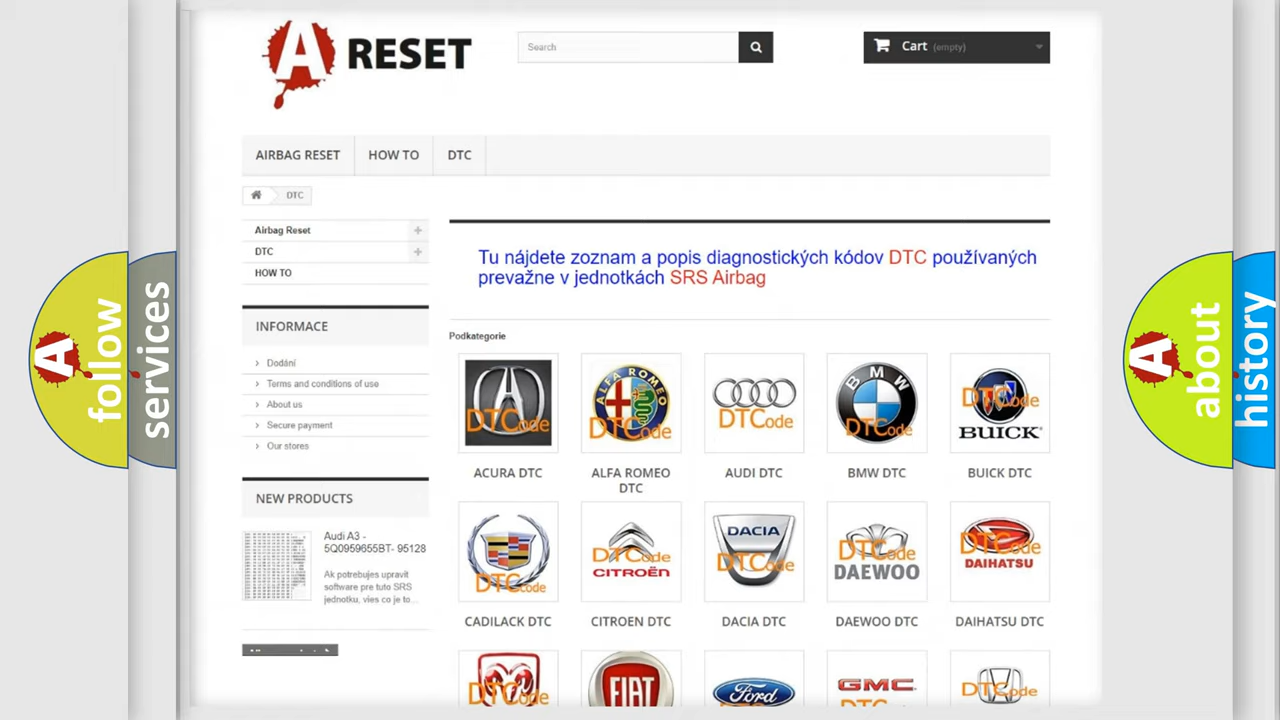 A RESET
Search
Cart (empty)
AIRBAG RESET
HOW TO
DTC
DTC
Airbag Reset
DTC
HOW TO
Tu nájdete zoznam a popis diagnostických kódov DTC používaných
prevažne v jednotkách SRS Airbag
INFORMACE
Dodání
Terms and conditions of use
About us
Secure payment
Our stores
Podkategorie
DTCode
ALFA ROMEO
DTCode
DTCode
BMW
DTCode
DTCode
BUICK
ACURA DTC
ALFA ROMEO
DTC
AUDI DTC
BMW DTC
BUICK DTC
NEW PRODUCTS
Audi A3 -
5Q0959655BT- 95128
Ak potrebujes upravit
software pre tuto SRS
jednotku, vies co je to...
DTCode
DTCode
CITROËN
DACIA
DTCode
DTCode
DAEWOO
DTCode
DAIHATSU
CADILACK DTC
CITROEN DTC
DACIA DTC
DAEWOO DTC
DAIHATSU DTC
DTCode
FIAT
Ford
GMC
DTCode
A follow
services
A about
history